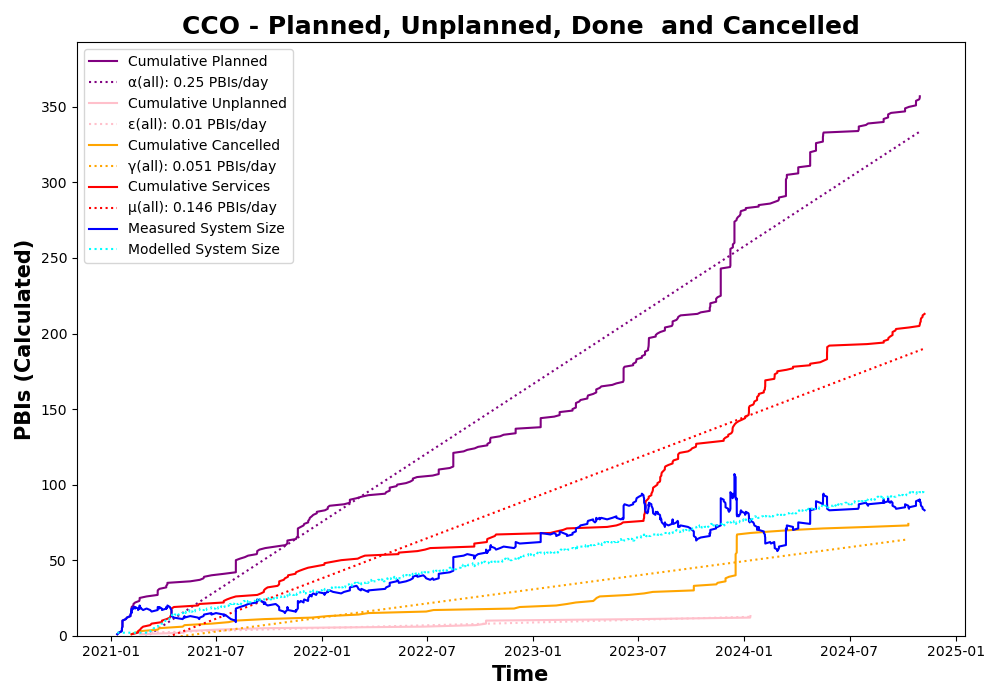 CCO - Planned, Unplanned, Done  and Cancelled
Cumulative Planned
α(all): 0.25 PBIs/day
Cumulative Unplanned
ε(all): 0.01 PBIs/day
Cumulative Cancelled
γ(all): 0.051 PBIs/day
Cumulative Services
μ(all): 0.146 PBIs/day
Measured System Size
Modelled System Size
PBIs (Calculated)
350
300
250
200
150
100
50
0
2021-01 2021-07 2022-01 2022-07 2023-01 2023-07 2024-01 2024-07 2025-01
Time